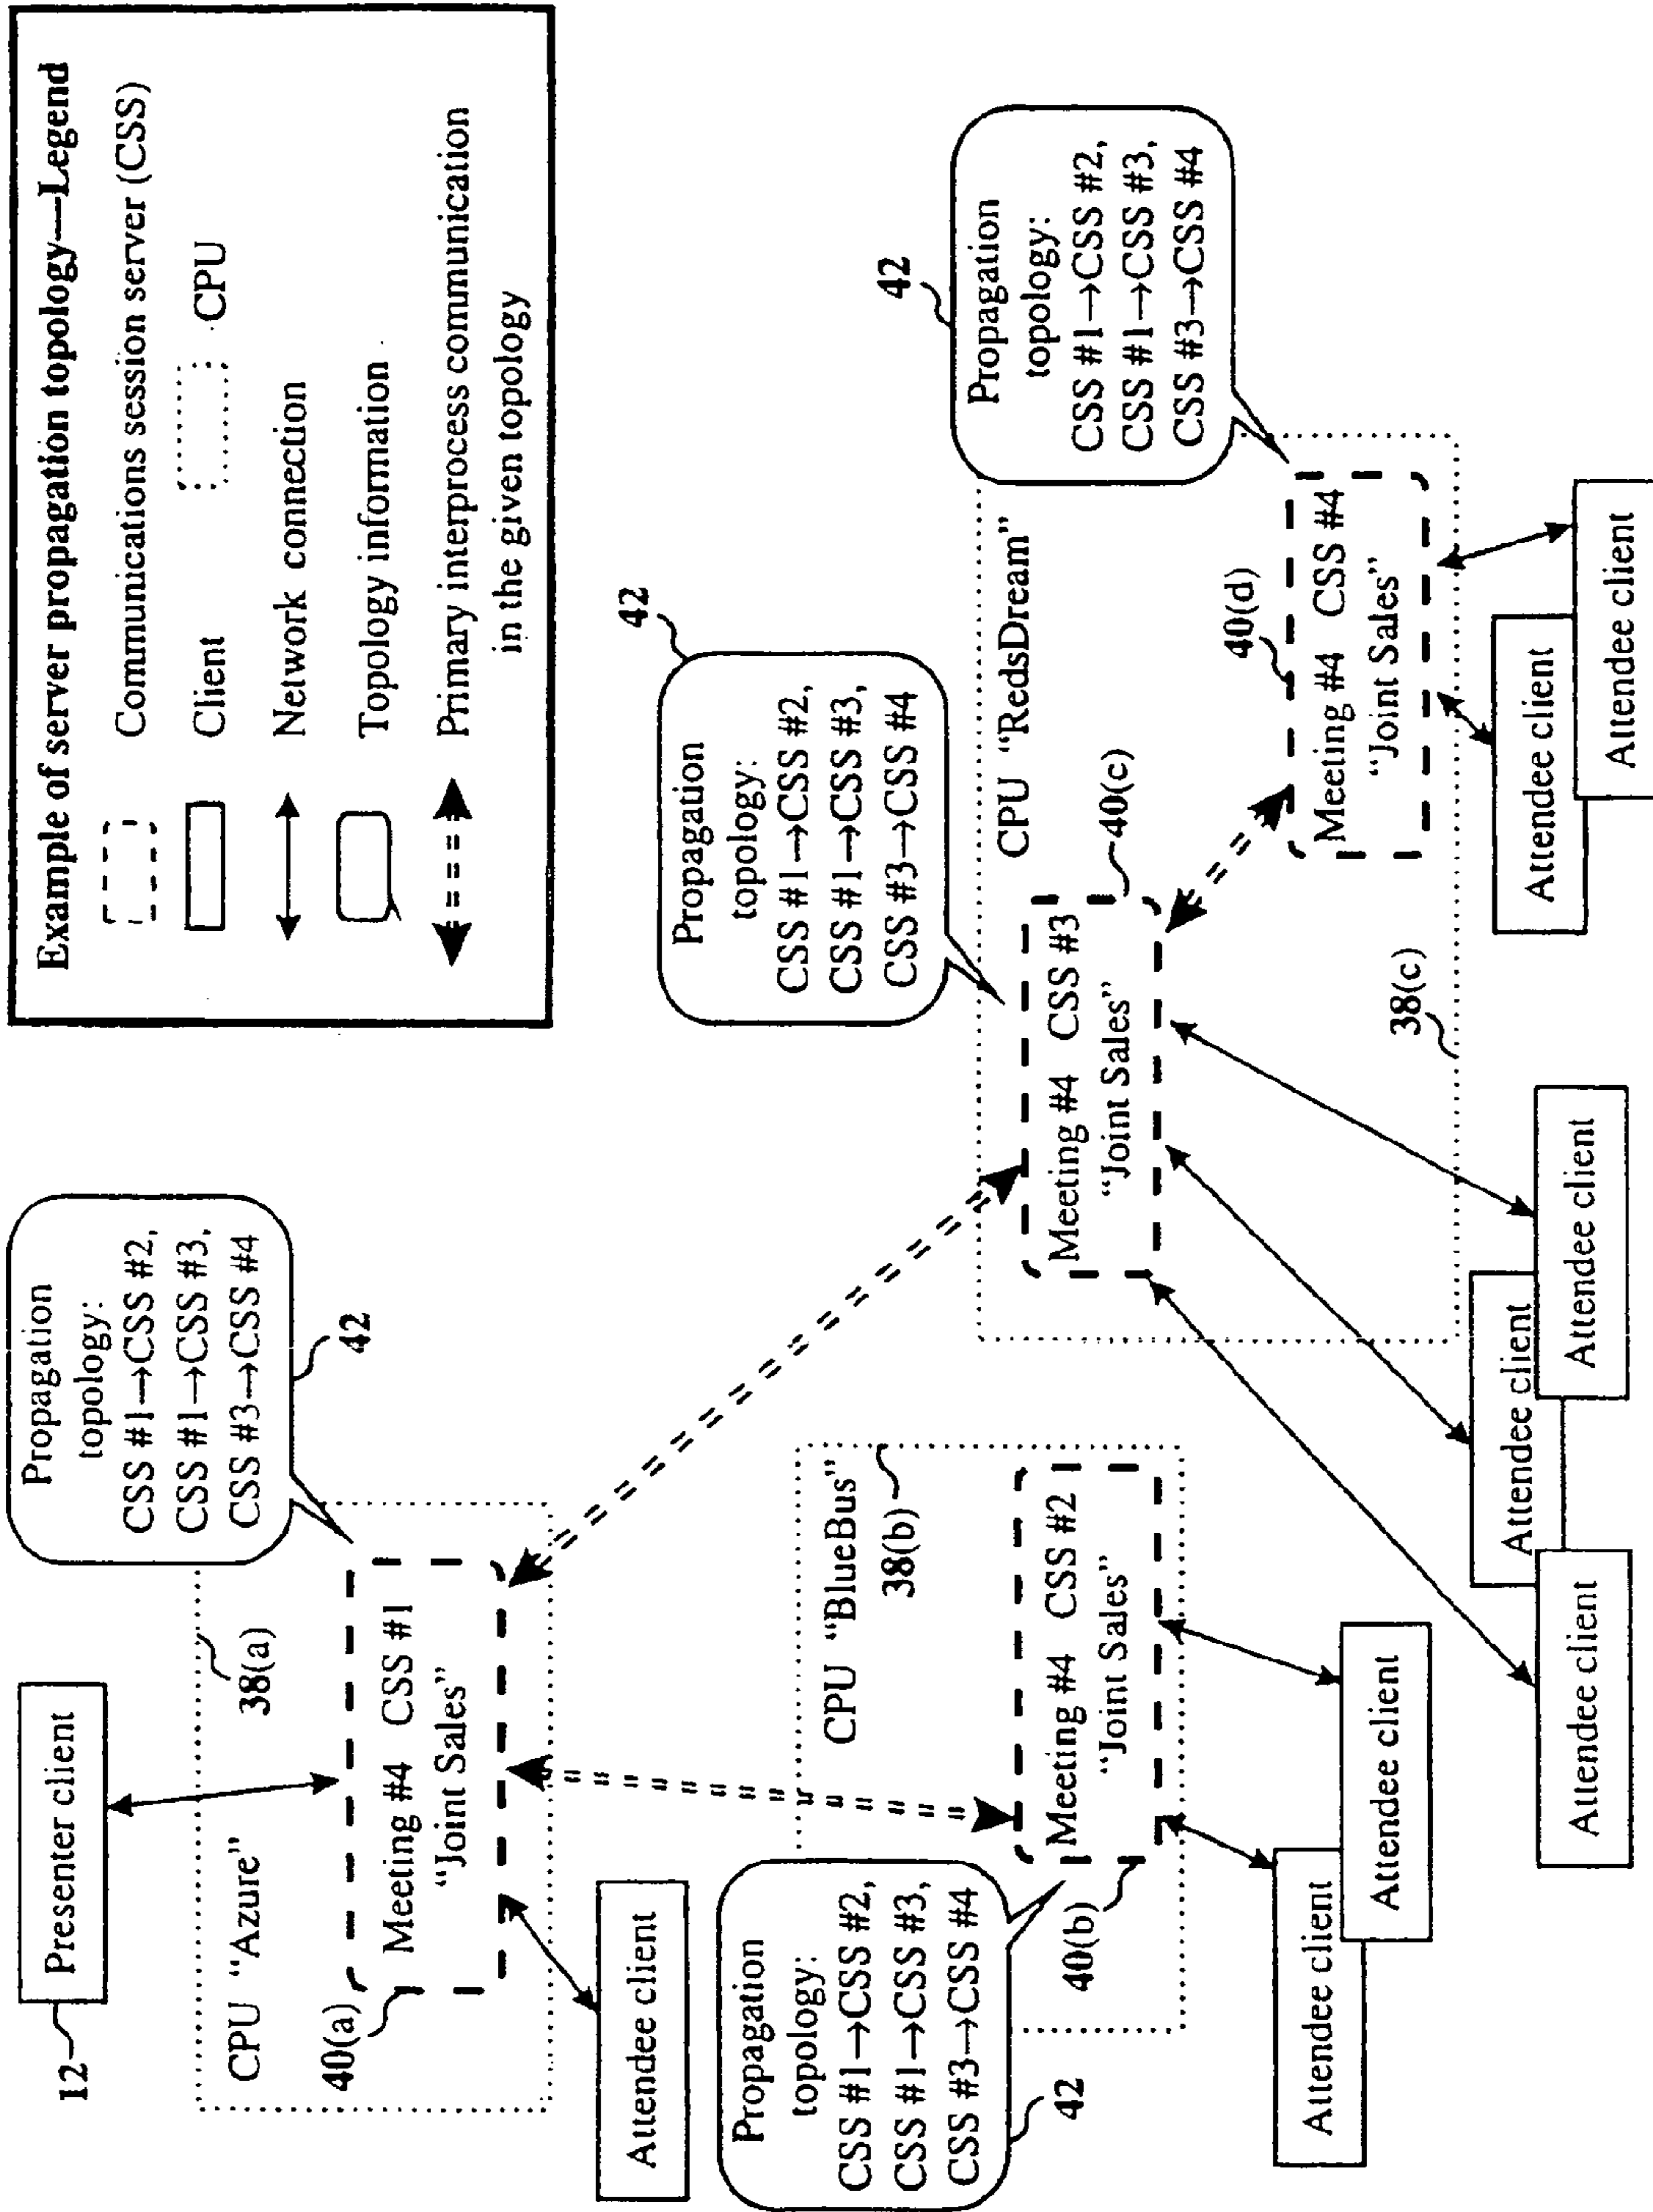 Example of server propagation topology—Legend
Communications session server (CSS)
Client
CPU
Network connection
Topology information
Primary interprocess communication
in the given topology
12
Presenter client
38(a)
CPU "Azure"
40(a)
Meeting #4 CSS #1
"Joint Sales"
Propagation
topology:
CSS #1→CSS #2,
CSS #1→CSS #3,
CSS #3→CSS #4
42
Attendee client
Propagation
topology:
CSS #1→CSS #2,
CSS #1→CSS #3,
CSS #3→CSS #4
42
CPU "BlueBus"
38(b)
Meeting #4 CSS #2
"Joint Sales"
40(b)
Attendee client
Attendee client
Propagation
topology:
CSS #1→CSS #2,
CSS #1→CSS #3,
CSS #3→CSS #4
42
CPU "RedsDream"
Meeting #4 CSS #3
"Joint Sales"
40(c)
38(c)
Attendee client
Attendee client
Attendee client
Propagation
topology:
CSS #1→CSS #2,
CSS #1→CSS #3,
CSS #3→CSS #4
42
40(d)
Meeting #4 CSS #4
"Joint Sales"
Attendee client
Attendee client